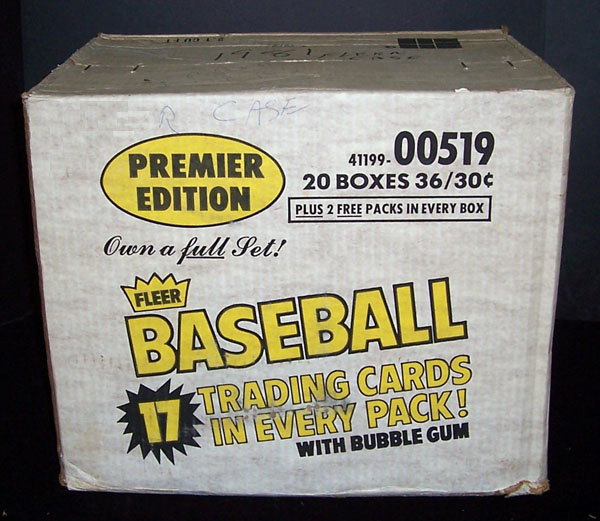 R CASE
PREMIER
EDITION
41199-00519
20 BOXES 36/30¢
PLUS 2 FREE PACKS IN EVERY BOX
Own a full Set!
FLEER
BASEBALL
17
TRADING CARDS
IN EVERY PACK!
WITH BUBBLE GUM